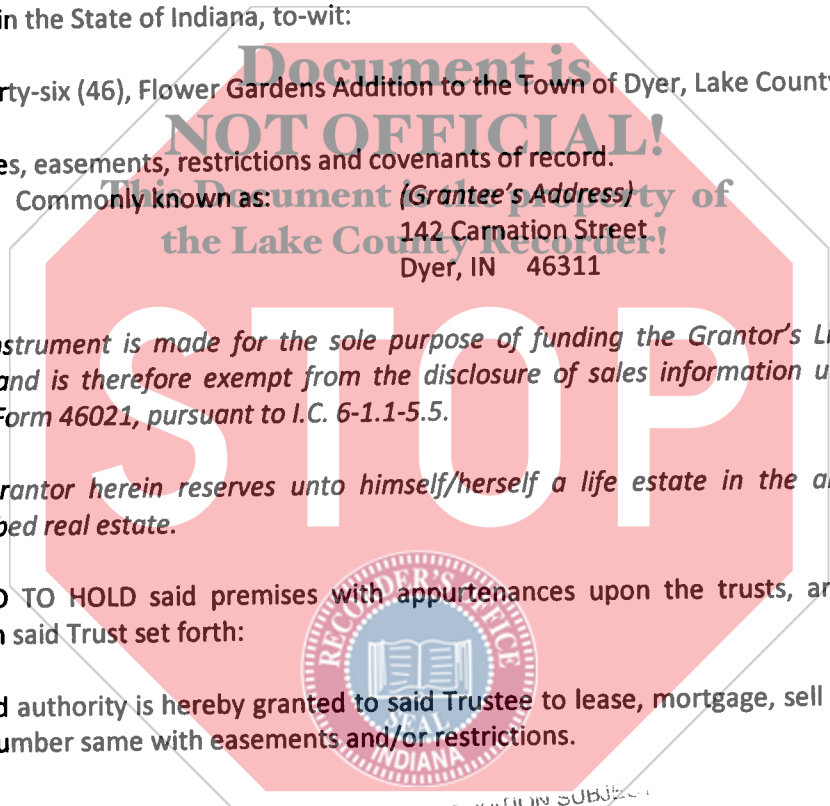 in the State of Indiana, to-wit:
Document is
rty-six (46), Flower Gardens Addition to the Town of Dyer, Lake County
NOT OFFICIAL!
es, easements, restrictions and covenants of record.
This Document is the property of
Commonly known as: (Grantee's Address)
142 Carnation Street
the Lake County Recorder!
Dyer, IN 46311
STOP
nstrument is made for the sole purpose of funding the Grantor's Li
and is therefore exempt from the disclosure of sales information u
Form 46021, pursuant to I.C. 6-1.1-5.5.
rantor herein reserves unto himself/herself a life estate in the a
bed real estate.
RECORDER'S OFFICE
SEAL
INDIANA
O TO HOLD said premises with appurtenances upon the trusts, an
n said Trust set forth:
d authority is hereby granted to said Trustee to lease, mortgage, sell
umber same with easements and/or restrictions.
SUBJE